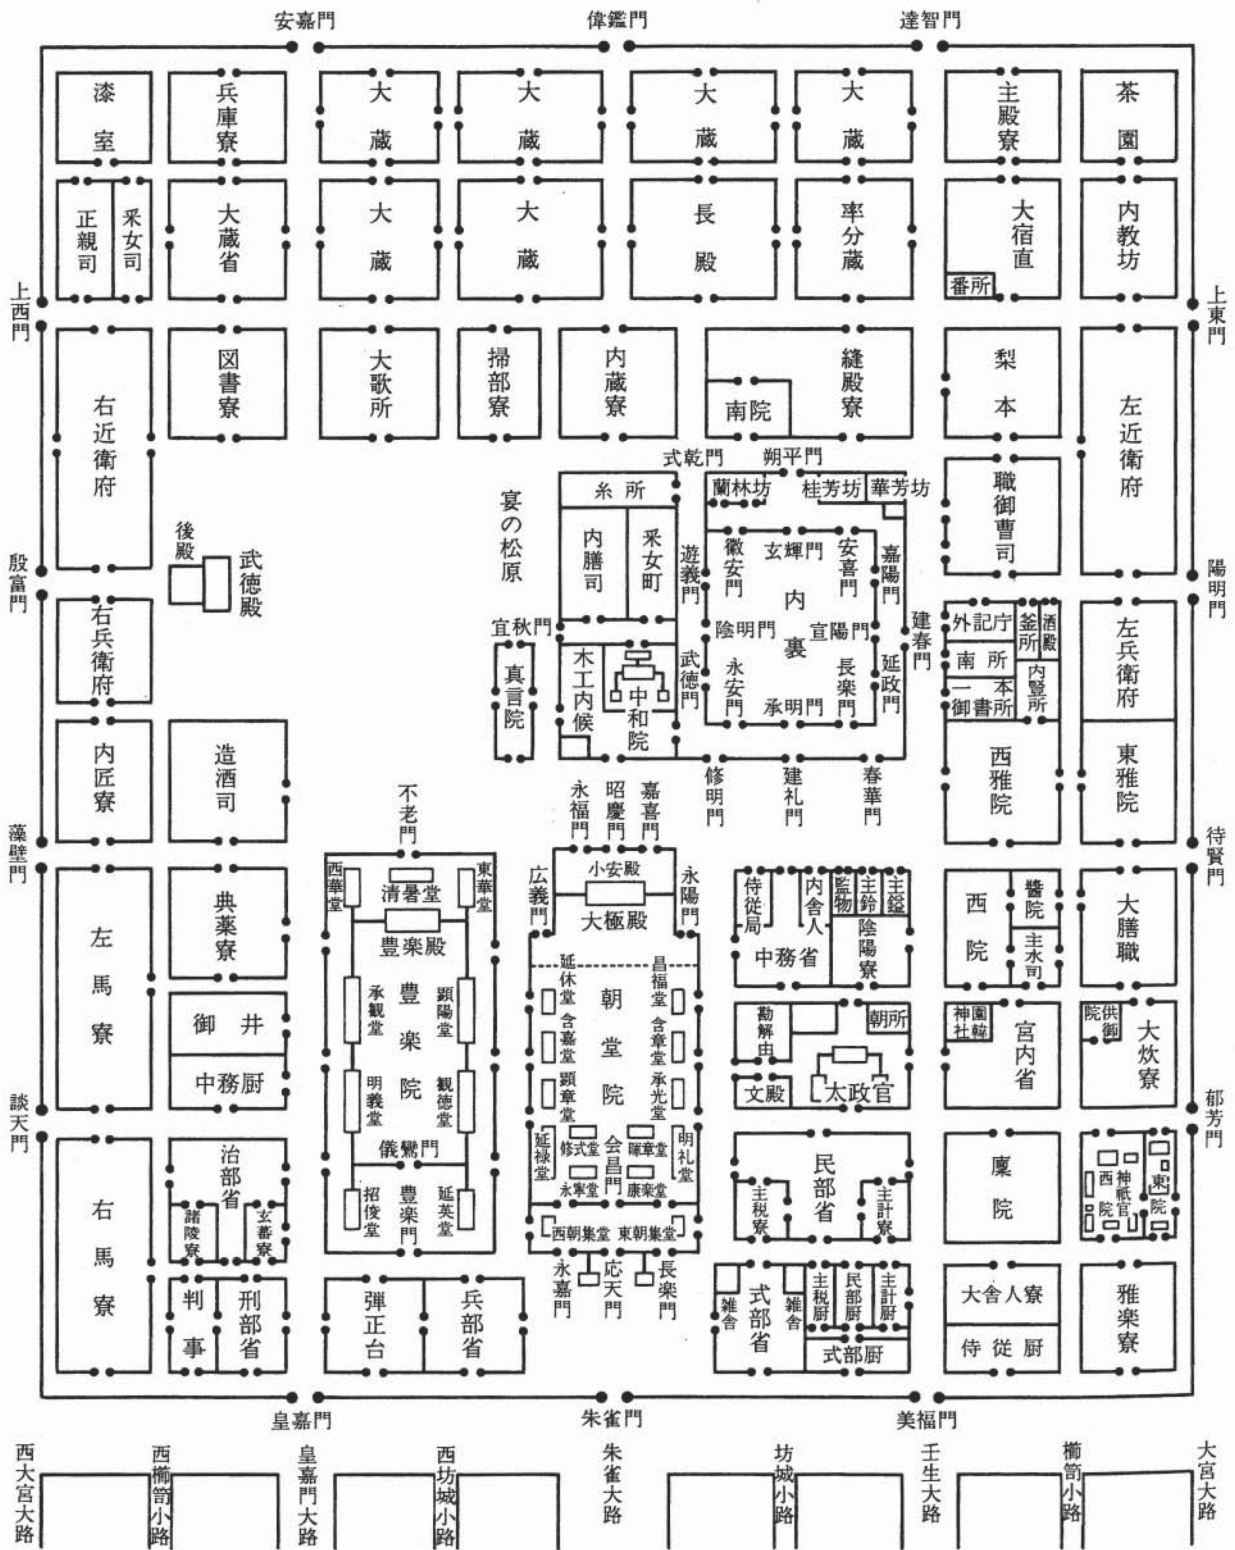 安嘉門
偉鑑門
達智門
漆室
兵庫寮
大蔵
大蔵
大蔵
大蔵
主殿寮
茶園
正親司
釆女司
大蔵省
大蔵
大蔵
長殿
率分蔵
大宿直
番所
内教坊
上西門
上東門
右近衛府
図書寮
大歌所
掃部寮
内蔵寮
南院
縫殿寮
梨本
左近衛府
式乾門
朔平門
糸所
蘭林坊
桂芳坊
華芳坊
職御曹司
宴の松原
内膳司
釆女町
遊義門
徽安門
玄輝門
安喜門
嘉陽門
後殿
武徳殿
殷富門
陽明門
内裏
建春門
宜秋門
陰明門
宣陽門
右兵衛府
外記庁
釜所
酒殿
左兵衛府
真言院
木工内候
中和院
武徳門
永安門
承明門
長楽門
延政門
南所
一本御書所
内豎所
内匠寮
造酒司
西雅院
東雅院
修明門
建礼門
春華門
不老門
永福門
昭慶門
嘉喜門
藻壁門
待賢門
西華堂
清暑堂
東華堂
広義門
小安殿
永陽門
侍従局
内舎人
監物
主鈴
主鎰
西院
醬院
大膳職
左馬寮
典薬寮
豊楽殿
大極殿
中務省
陰陽寮
主水司
豊楽院
承観堂
顕陽堂
延休堂
昌福堂
朝堂院
含嘉堂
含章堂
御井
勘解由
朝所
園韓神社
宮内省
供御院
大炊寮
中務厨
明義堂
観徳堂
顕章堂
承光堂
文殿
太政官
談天門
郁芳門
治部省
儀鸞門
延禄堂
修式堂
会昌門
暉章堂
明礼堂
民部省
廩院
神祇官
西院
東院
右馬寮
諸陵寮
玄蕃寮
招俊堂
豊楽門
延英堂
永寧堂
康楽堂
主税寮
主計寮
西朝集堂
東朝集堂
永嘉門
応天門
長楽門
判事
刑部省
弾正台
兵部省
雑舎
式部省
雑舎
主税厨
民部厨
主計厨
式部厨
大舎人寮
侍従厨
雅楽寮
皇嘉門
朱雀門
美福門
西大宮大路
西櫛笥小路
皇嘉門大路
西坊城小路
朱雀大路
坊城小路
壬生大路
櫛笥小路
大宮大路